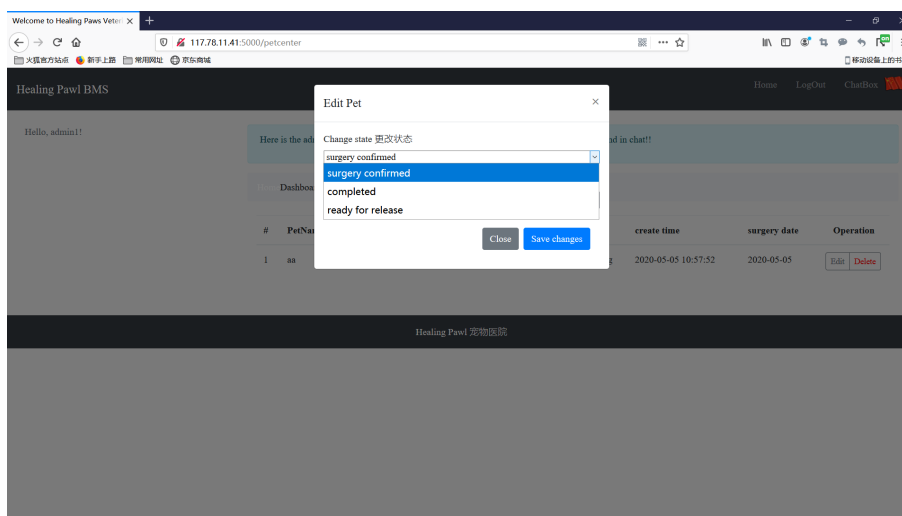 Welcome to Healing Paws Veteri
117.78.11.41:5000/petcenter
火狐官方站点 新手上路 常用网址 京东商城 移动设备上的书
Healing Pawl BMS
Home LogOut ChatBox
Hello, admin1!
Here is the
nd in chat!!
Edit Pet ×
Change state 更改状态
surgery confirmed
surgery confirmed
completed
ready for release
Close Save changes
# create time surgery date Operation
1 aa 2020-05-05 10:57:52 2020-05-05 Edit Delete
Healing Pawl 宠物医院